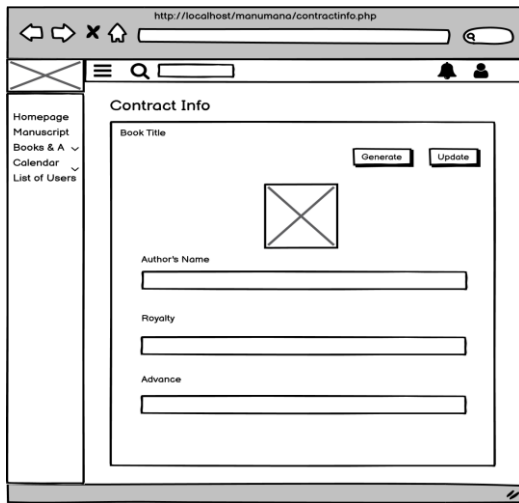 http://localhost/manumana/contractinfo.php
Homepage
Manuscript
Books & A
Calendar
List of Users
Contract Info
Book Title
Generate
Update
Author's Name
Royalty
Advance